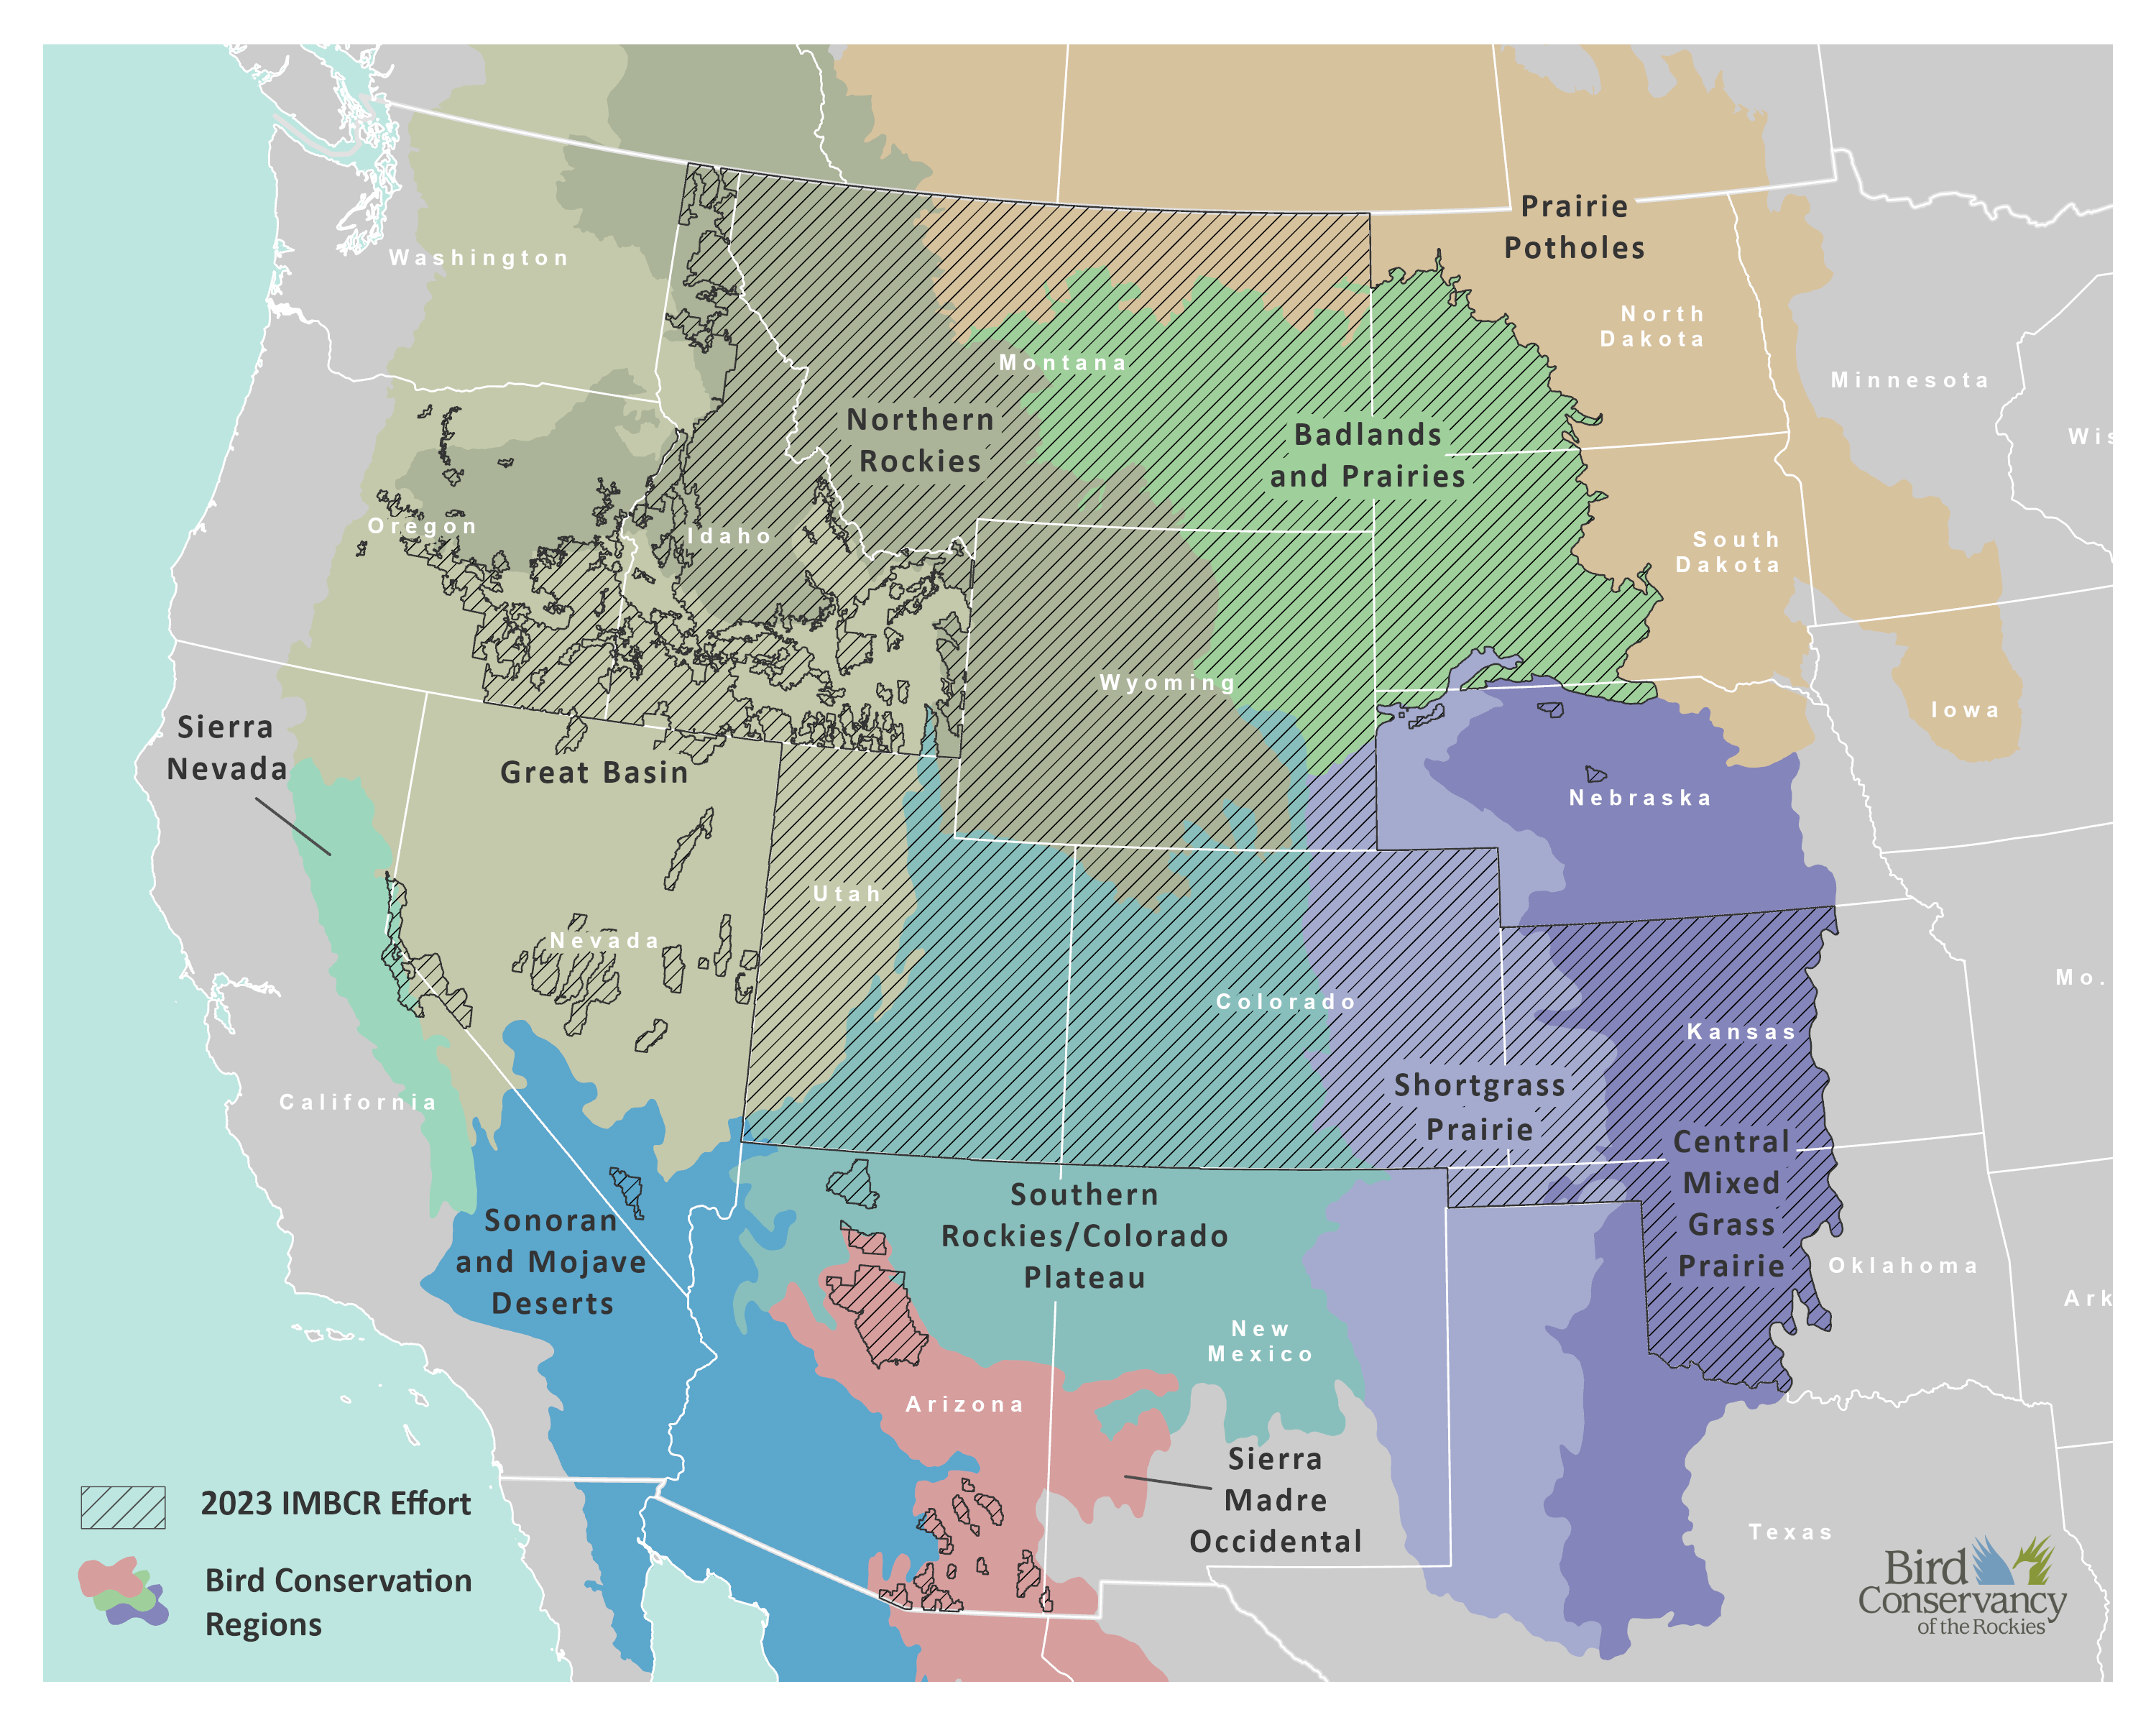 Prairie
Potholes
Washington
North
Dakota
Montana
Minnesota
Wis
Northern
Rockies
Badlands
and Prairies
Oregon
Idaho
South
Dakota
Wyoming
Iowa
Sierra
Nevada
Great Basin
Nebraska
Utah
Nevada
Mo.
Colorado
Kansas
California
Shortgrass
Prairie
Central
Mixed
Grass
Prairie
Southern
Rockies/Colorado
Plateau
Sonoran
and Mojave
Deserts
Oklahoma
Ark
New
Mexico
Arizona
Sierra
Madre
Occidental
Texas
2023 IMBCR Effort
Bird Conservation
Regions
Bird
Conservancy
of the Rockies